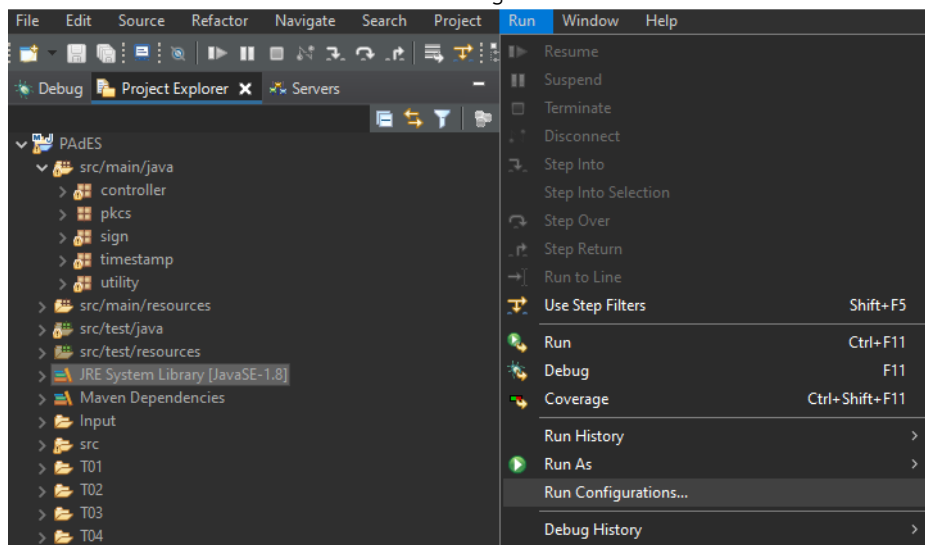 File Edit Source Refactor Navigate Search Project Run Window Help
Debug Project Explorer Servers
PAdES
src/main/java
controller
pkcs
sign
timestamp
utility
src/main/resources
src/test/java
src/test/resources
JRE System Library [JavaSE-1.8]
Maven Dependencies
Input
src
T01
T02
T03
T04
Resume
Suspend
Terminate
Disconnect
Step Into
Step Into Selection
Step Over
Step Return
Run to Line
Use Step Filters Shift+F5
Run Ctrl+F11
Debug F11
Coverage Ctrl+Shift+F11
Run History
Run As
Run Configurations...
Debug History